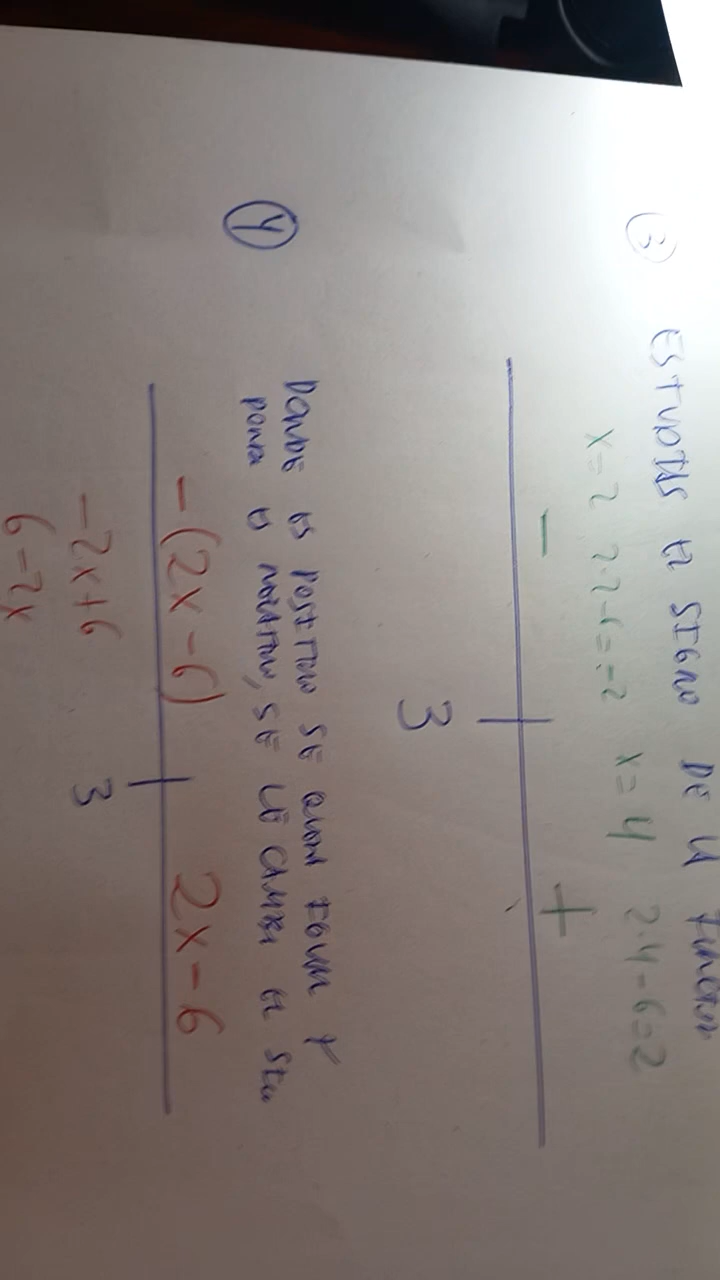 ③ ESTUDIAS EL SIGNO DE LA FUNCION
x=2 2·2-6=-2 x=4 2·4-6=2
- +
3
④ DONDE ES POSITIVO SE QUEDA IGUAL Y
DONDE ES NEGATIVO, SE LE CAMBIA EL
-(2x-6) 2x-6
3
-2x+6
6-2x